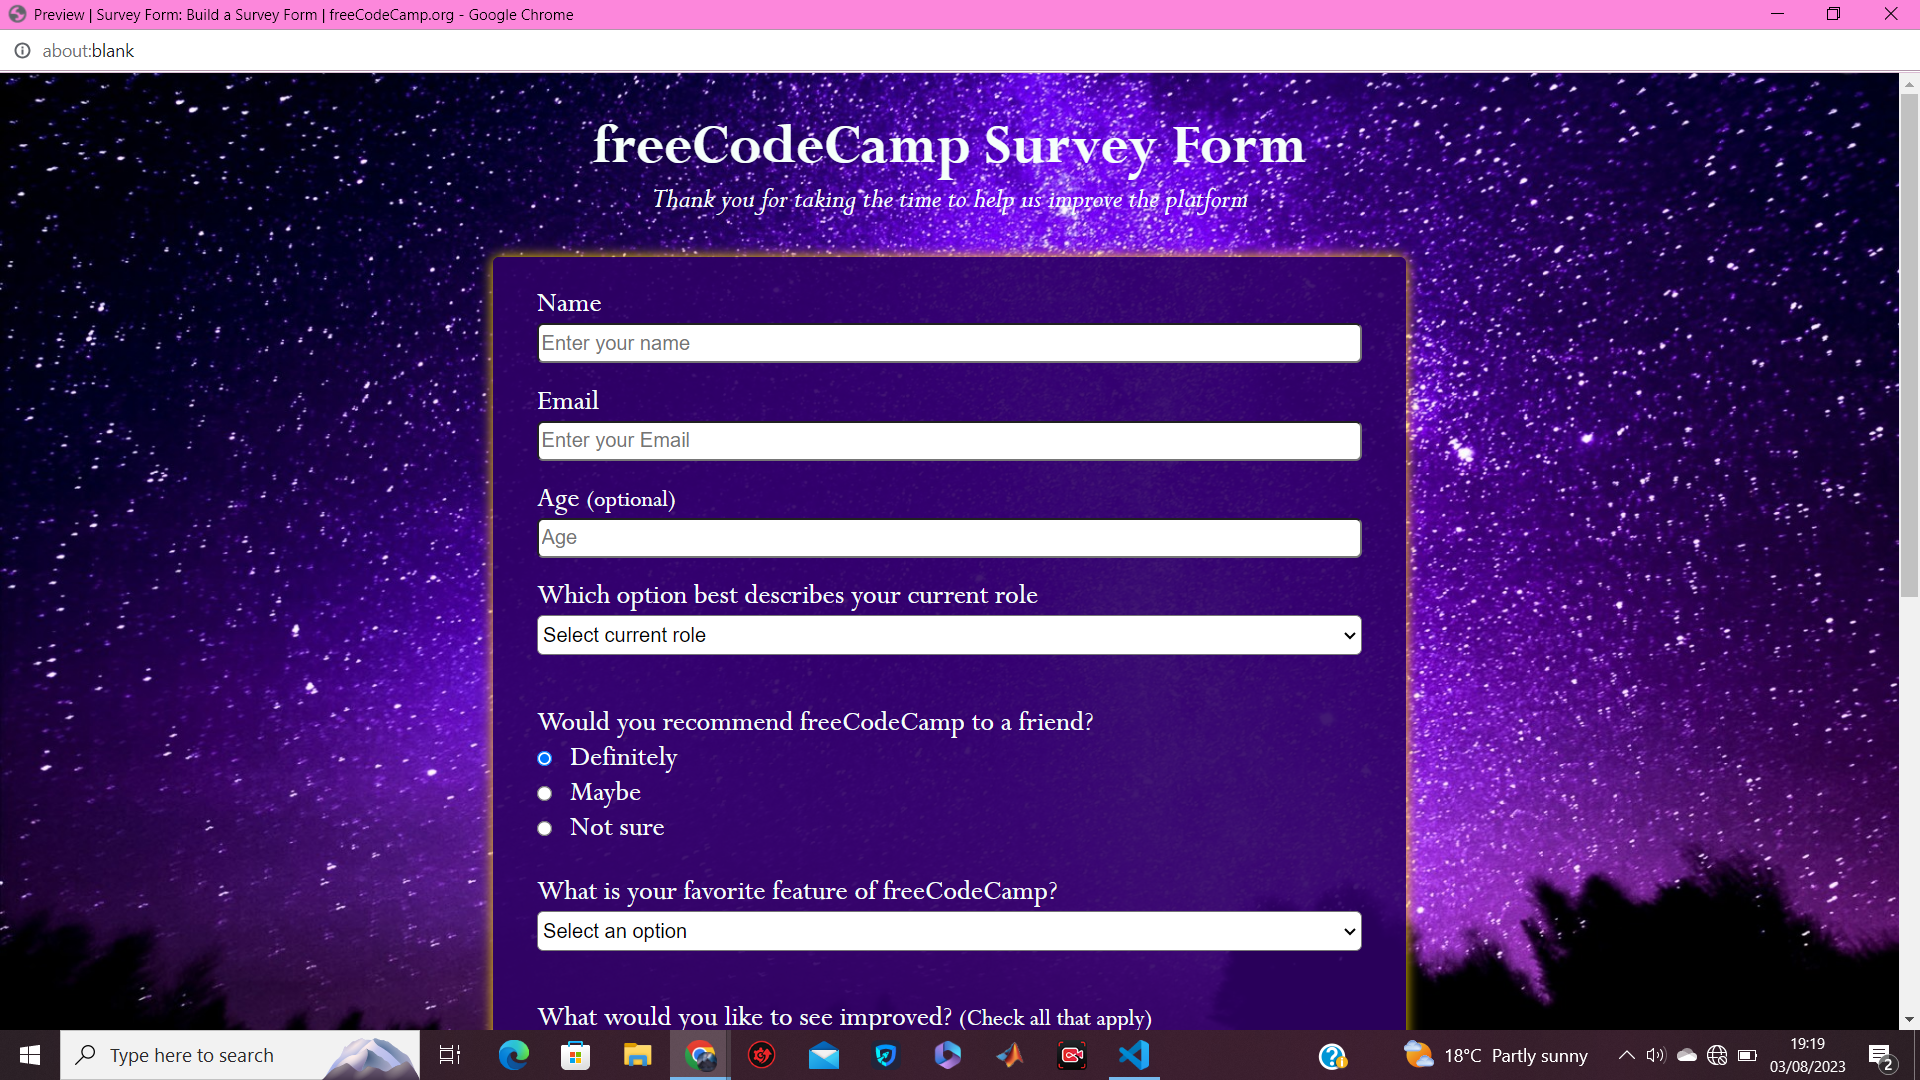 Preview | Survey Form: Build a Survey Form | freeCodeCamp.org - Google Chrome
about:blank
freeCodeCamp Survey Form
Thank you for taking the time to help us improve the platform
Name
Enter your name
Email
Enter your Email
Age (optional)
Age
Which option best describes your current role
Select current role
Would you recommend freeCodeCamp to a friend?
Definitely
Maybe
Not sure
What is your favorite feature of freeCodeCamp?
Select an option
What would you like to see improved? (Check all that apply)
Type here to search
18°C Partly sunny
19:19
03/08/2023
2